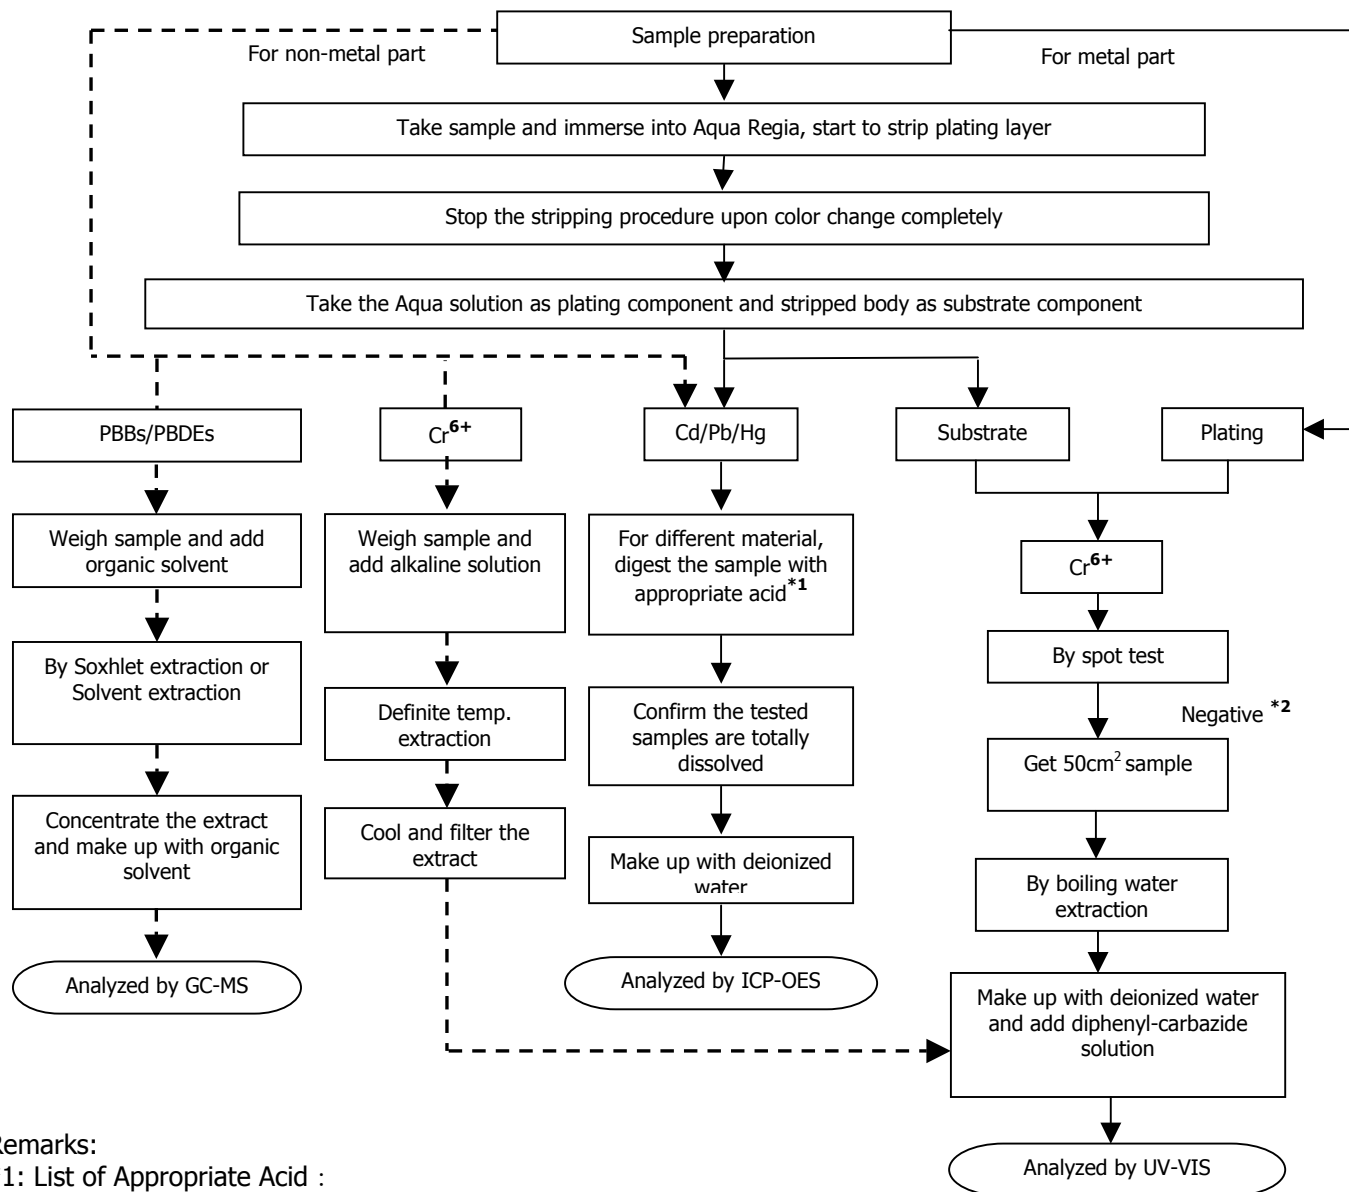 Sample preparation
For non-metal part
For metal part
Take sample and immerse into Aqua Regia, start to strip plating layer
Stop the stripping procedure upon color change completely
Take the Aqua solution as plating component and stripped body as substrate component
PBBs/PBDEs
Cr6+
Cd/Pb/Hg
Substrate
Plating
Weigh sample and add
organic solvent
Weigh sample and
add alkaline solution
For different material,
digest the sample with
appropriate acid*1
Cr6+
By spot test
By Soxhlet extraction or
Solvent extraction
Definite temp.
extraction
Confirm the tested
samples are totally
dissolved
Negative *2
Get 50cm2 sample
Concentrate the extract
and make up with organic
solvent
Cool and filter the
extract
Make up with deionized
water
By boiling water
extraction
Analyzed by GC-MS
Analyzed by ICP-OES
Make up with deionized water
and add diphenyl-carbazide
solution
Analyzed by UV-VIS
Remarks:
1: List of Appropriate Acid :